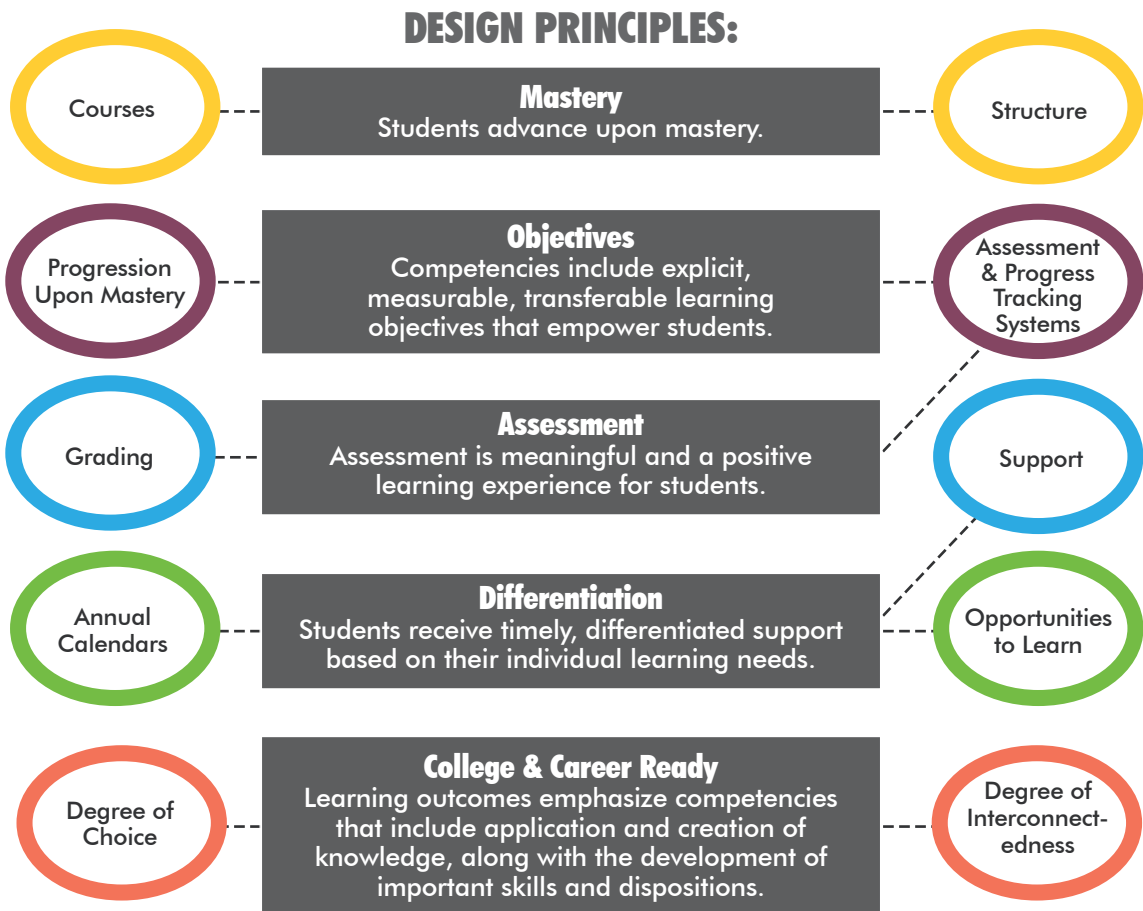 DESIGN PRINCIPLES:
Courses
Mastery
Students advance upon mastery.
Structure
Progression
Upon Mastery
Objectives
Competencies include explicit,
measurable, transferable learning
objectives that empower students.
Assessment
& Progress
Tracking
Systems
Grading
Assessment
Assessment is meaningful and a positive
learning experience for students.
Support
Annual
Calendars
Differentiation
Students receive timely, differentiated support
based on their individual learning needs.
Opportunities
to Learn
Degree of
Choice
College & Career Ready
Learning outcomes emphasize competencies
that include application and creation of
knowledge, along with the development of
important skills and dispositions.
Degree of
Interconnect-
edness